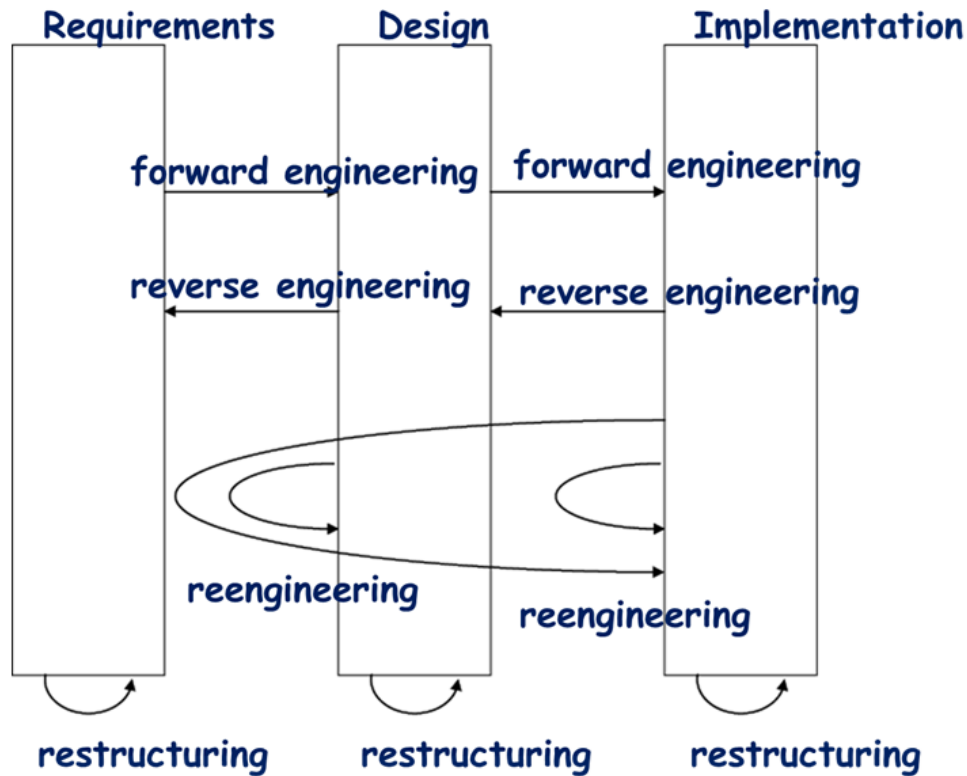 Requirements
Design
Implementation
forward engineering
forward engineering
reverse engineering
reverse engineering
reengineering
reengineering
restructuring
restructuring
restructuring